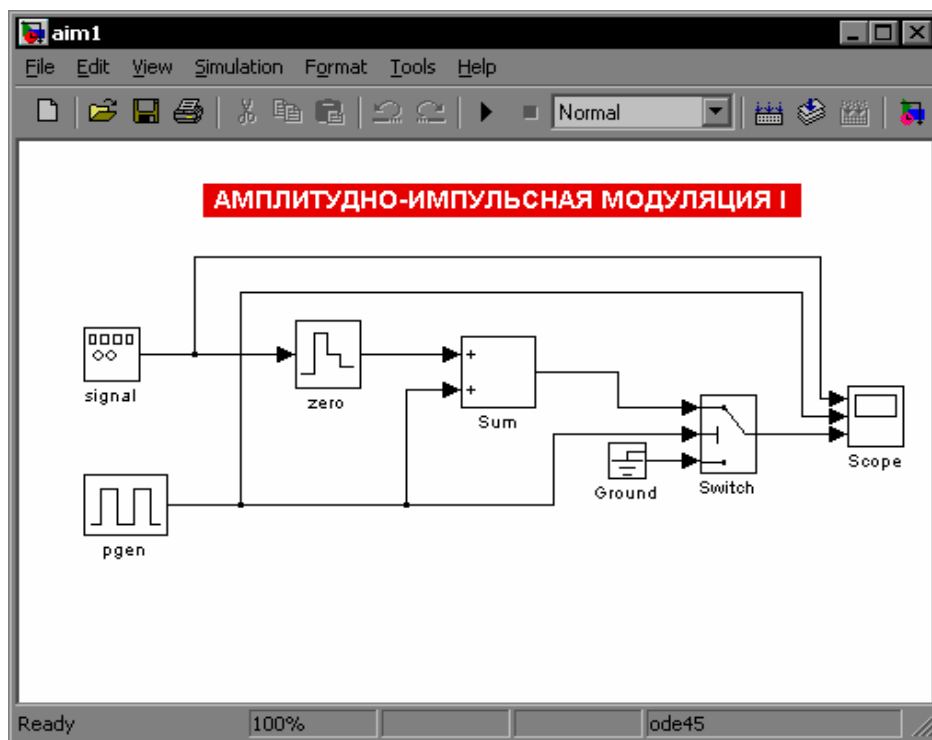 aim1
File Edit View Simulation Format Tools Help
Normal
АМПЛИТУДНО-ИМПУЛЬСНАЯ МОДУЛЯЦИЯ I
signal
zero
+
+
Sum
Scope
Ground
Switch
pgen
Ready 100% ode45